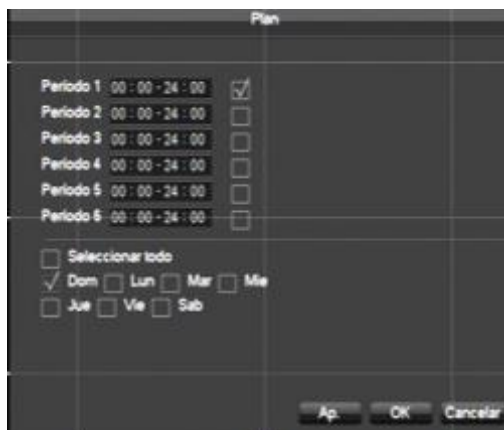 Plan
Periodo 1 00 : 00 - 24 : 00
Periodo 2 00 : 00 - 24 : 00
Periodo 3 00 : 00 - 24 : 00
Periodo 4 00 : 00 - 24 : 00
Periodo 5 00 : 00 - 24 : 00
Periodo 6 00 : 00 - 24 : 00
Seleccionar todo
Dom Lun Mar Mie
Jue Vie Sab
Ap. OK Cancelar